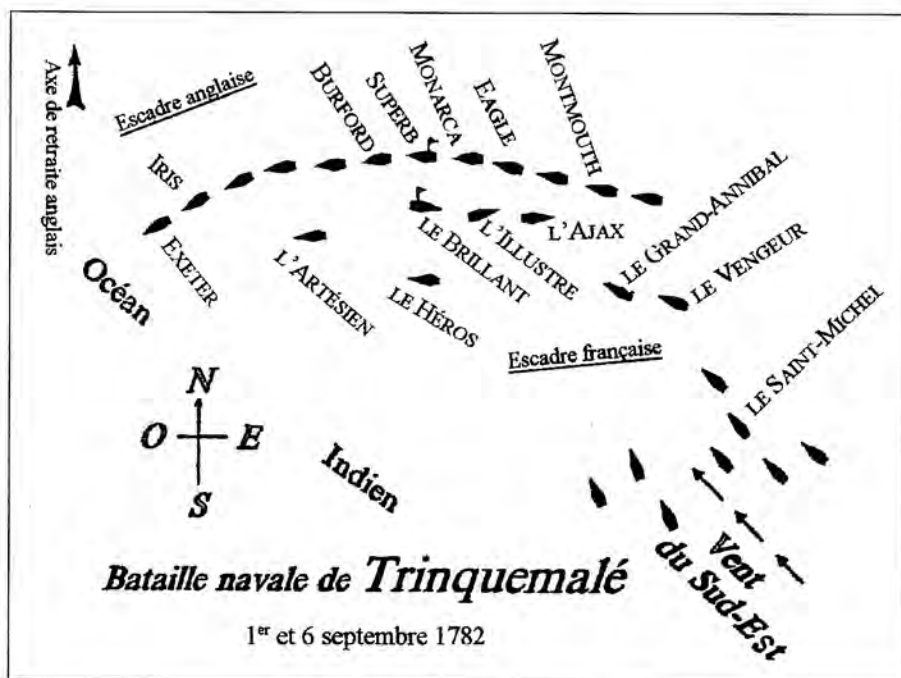 Axe de retraite anglais
Escadre anglaise
IRIS
BURFORD
SUPERB
MONARCA
EAGLE
MONTMOUTH
EXETER
L'ARTÉSIEN
LE HÉROS
LE BRILLANT
L'ILLUSTRE
L'AJAX
LE GRAND-ANNIBAL
LE VENGEUR
LE SAINT-MICHEL
Escadre française
Océan
Indien
N
O
E
S
Vent
du Sud-Est
Bataille navale de Trinquemalé
1er et 6 septembre 1782